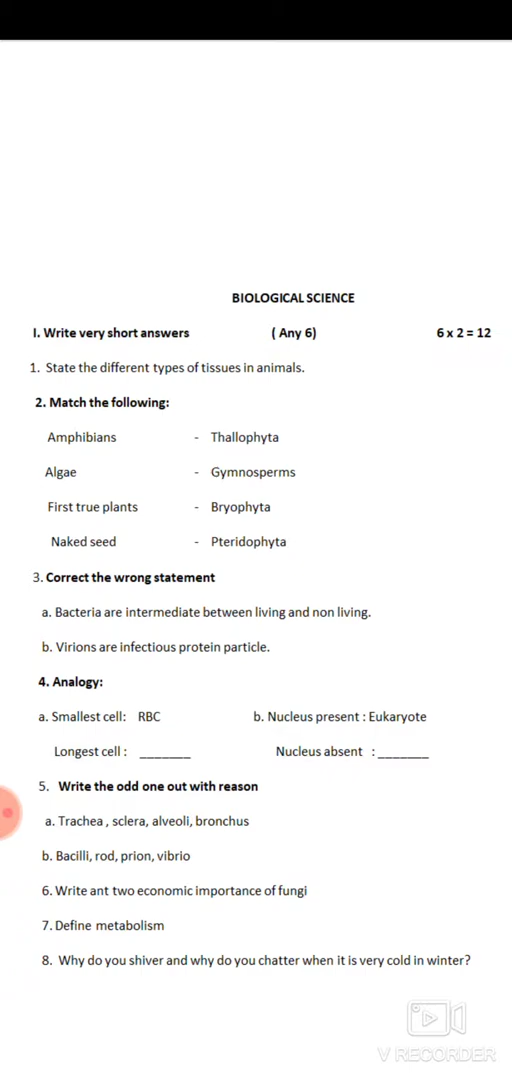 BIOLOGICAL SCIENCE
I. Write very short answers ( Any 6) 6 x 2 = 12
1. State the different types of tissues in animals.
2. Match the following:
Amphibians - Thallophyta
Algae - Gymnosperms
First true plants - Bryophyta
Naked seed - Pteridophyta
3. Correct the wrong statement
a. Bacteria are intermediate between living and non living.
b. Virions are infectious protein particle.
4. Analogy:
a. Smallest cell: RBC b. Nucleus present : Eukaryote
Longest cell : _______ Nucleus absent : _______
5. Write the odd one out with reason
a. Trachea , sclera, alveoli, bronchus
b. Bacilli, rod, prion, vibrio
6. Write ant two economic importance of fungi
7. Define metabolism
8. Why do you shiver and why do you chatter when it is very cold in winter?
V RECORDER